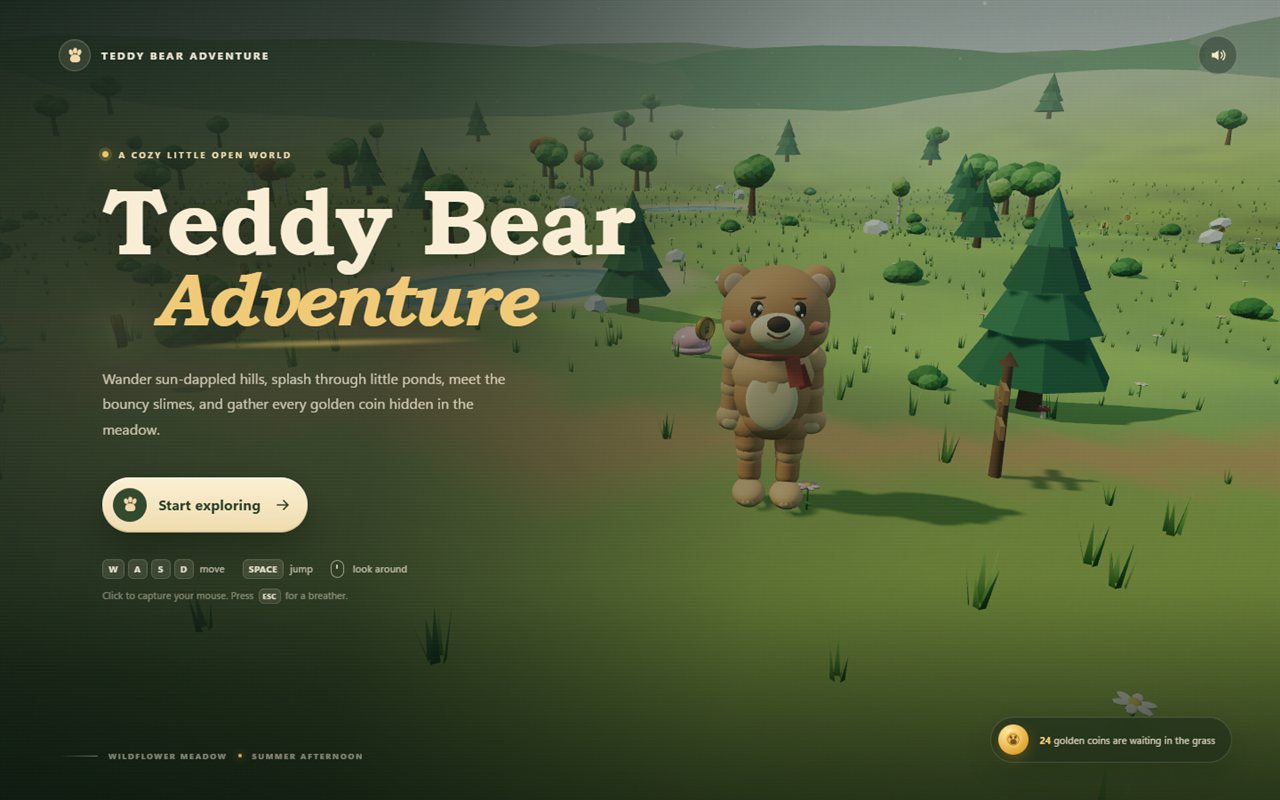 TEDDY BEAR ADVENTURE
A COZY LITTLE OPEN WORLD
Teddy Bear
Adventure
Wander sun-dappled hills, splash through little ponds, meet the
bouncy slimes, and gather every golden coin hidden in the
meadow.
Start exploring
W A S D move SPACE jump look around
Click to capture your mouse. Press ESC for a breather.
WILDFLOWER MEADOW • SUMMER AFTERNOON
24 golden coins are waiting in the grass